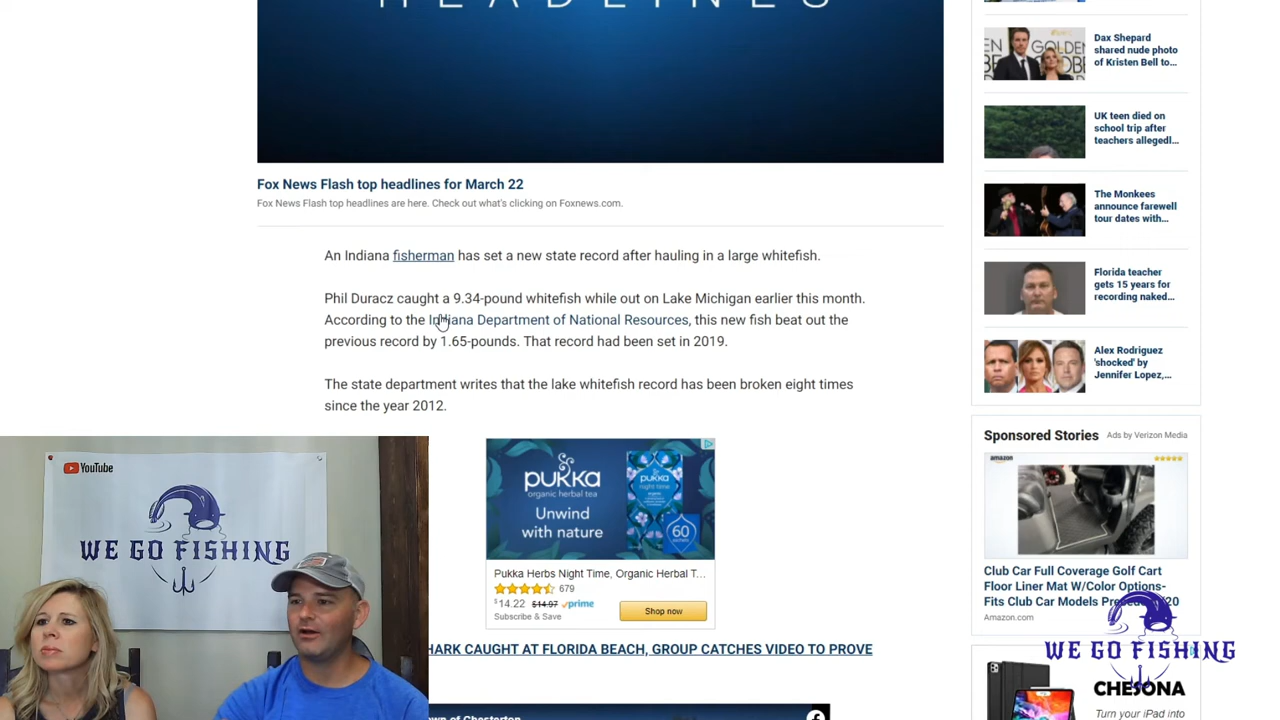 HEADLINES
Fox News Flash top headlines for March 22
Fox News Flash top headlines are here. Check out what's clicking on Foxnews.com.
An Indiana fisherman has set a new state record after hauling in a large whitefish.
Phil Duracz caught a 9.34-pound whitefish while out on Lake Michigan earlier this month.
According to the Indiana Department of National Resources, this new fish beat out the
previous record by 1.65-pounds. That record had been set in 2019.
The state department writes that the lake whitefish record has been broken eight times
since the year 2012.
pukka
organic herbal tea
Unwind
with nature
pukka
night time
60
Pukka Herbs Night Time, Organic Herbal T...
679
$14.22 $14.97 prime
Subscribe & Save
Shop now
HARK CAUGHT AT FLORIDA BEACH, GROUP CATCHES VIDEO TO PROVE
own of Chesterton
YouTube
WE GO FISHING
Dax Shepard
shared nude photo
of Kristen Bell to...
UK teen died on
school trip after
teachers allegedl...
The Monkees
announce farewell
tour dates with...
Florida teacher
gets 15 years for
recording naked...
Alex Rodriguez
'shocked' by
Jennifer Lopez,...
Sponsored Stories
Ads by Verizon Media
amazon
Club Car Full Coverage Golf Cart
Floor Liner Mat W/Color Options-
Fits Club Car Models /20
Amazon.com
WE GO FISHING
CHESONA
Turn your iPad into